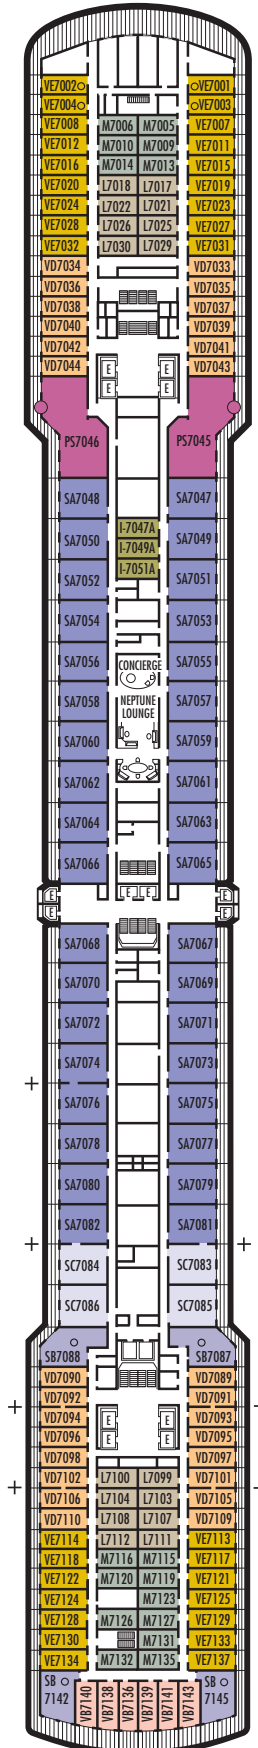 VE7002 VE7001
VE7004 VE7003
VE7008 M7006 M7005 VE7007
VE7012 M7010 M7009 VE7011
VE7016 M7014 M7013 VE7015
VE7020 L7018 L7017 VE7019
VE7024 L7022 L7021 VE7023
VE7028 L7026 L7025 VE7027
VE7032 L7030 L7029 VE7031
VD7034 VD7033
VD7036 VD7035
VD7038 VD7037
VD7040 VD7039
VD7042 VD7041
VD7044 E E VD7043
E E
PS7046 PS7045
SA7048 SA7047
SA7050 I-7047A SA7049
I-7049A
SA7052 I-7051A SA7051
SA7054 SA7053
SA7056 CONCIERGE SA7055
SA7058 NEPTUNE SA7057
LOUNGE
SA7060 SA7059
SA7062 SA7061
SA7064 SA7063
SA7066 SA7065
E E E E
E E
SA7068 SA7067
SA7070 SA7069
SA7072 SA7071
SA7074 SA7073
SA7076 SA7075
SA7078 SA7077
SA7080 SA7079
SA7082 SA7081
SC7084 SC7083
SC7086 SC7085
SB7088 SB7087
VD7090 VD7089
VD7092 VD7091
VD7094 E E VD7093
VD7096 E E VD7095
VD7098 VD7097
VD7102 L7100 L7099 VD7101
VD7106 L7104 L7103 VD7105
VD7110 L7108 L7107 VD7109
VE7114 L7112 L7111 VE7113
VE7118 M7116 M7115 VE7117
VE7122 M7120 M7119 VE7121
VE7124 M7123 VE7125
VE7128 M7126 M7127 VE7129
VE7130 M7131 VE7133
VE7134 M7132 M7135 VE7137
SB
7142 VB7140 VB7138 VB7136 VB7139 VB7141 VB7143 SB
7145